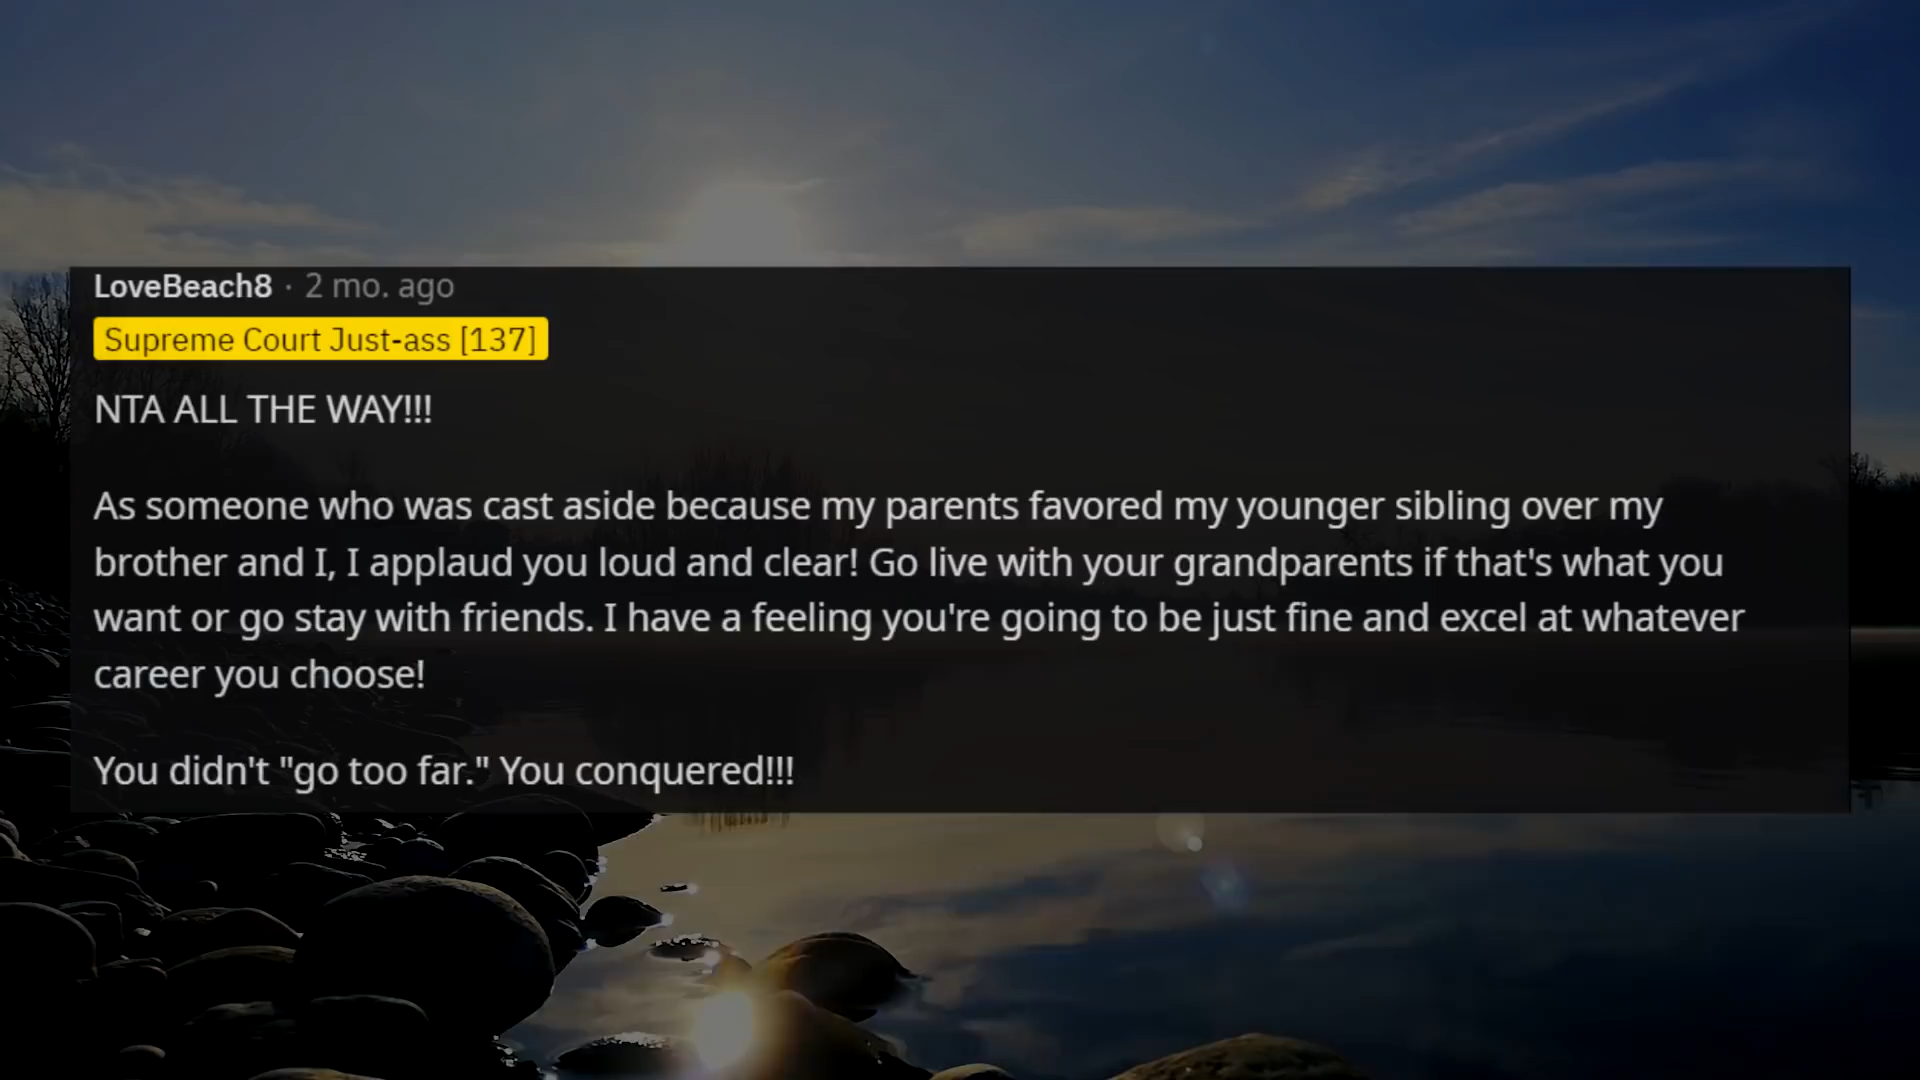 LoveBeach8 · 2 mo. ago
Supreme Court Just-ass [137]
NTA ALL THE WAY!!!
As someone who was cast aside because my parents favored my younger sibling over my
brother and I, I applaud you loud and clear! Go live with your grandparents if that's what you
want or go stay with friends. I have a feeling you're going to be just fine and excel at whatever
career you choose!
You didn't "go too far." You conquered!!!